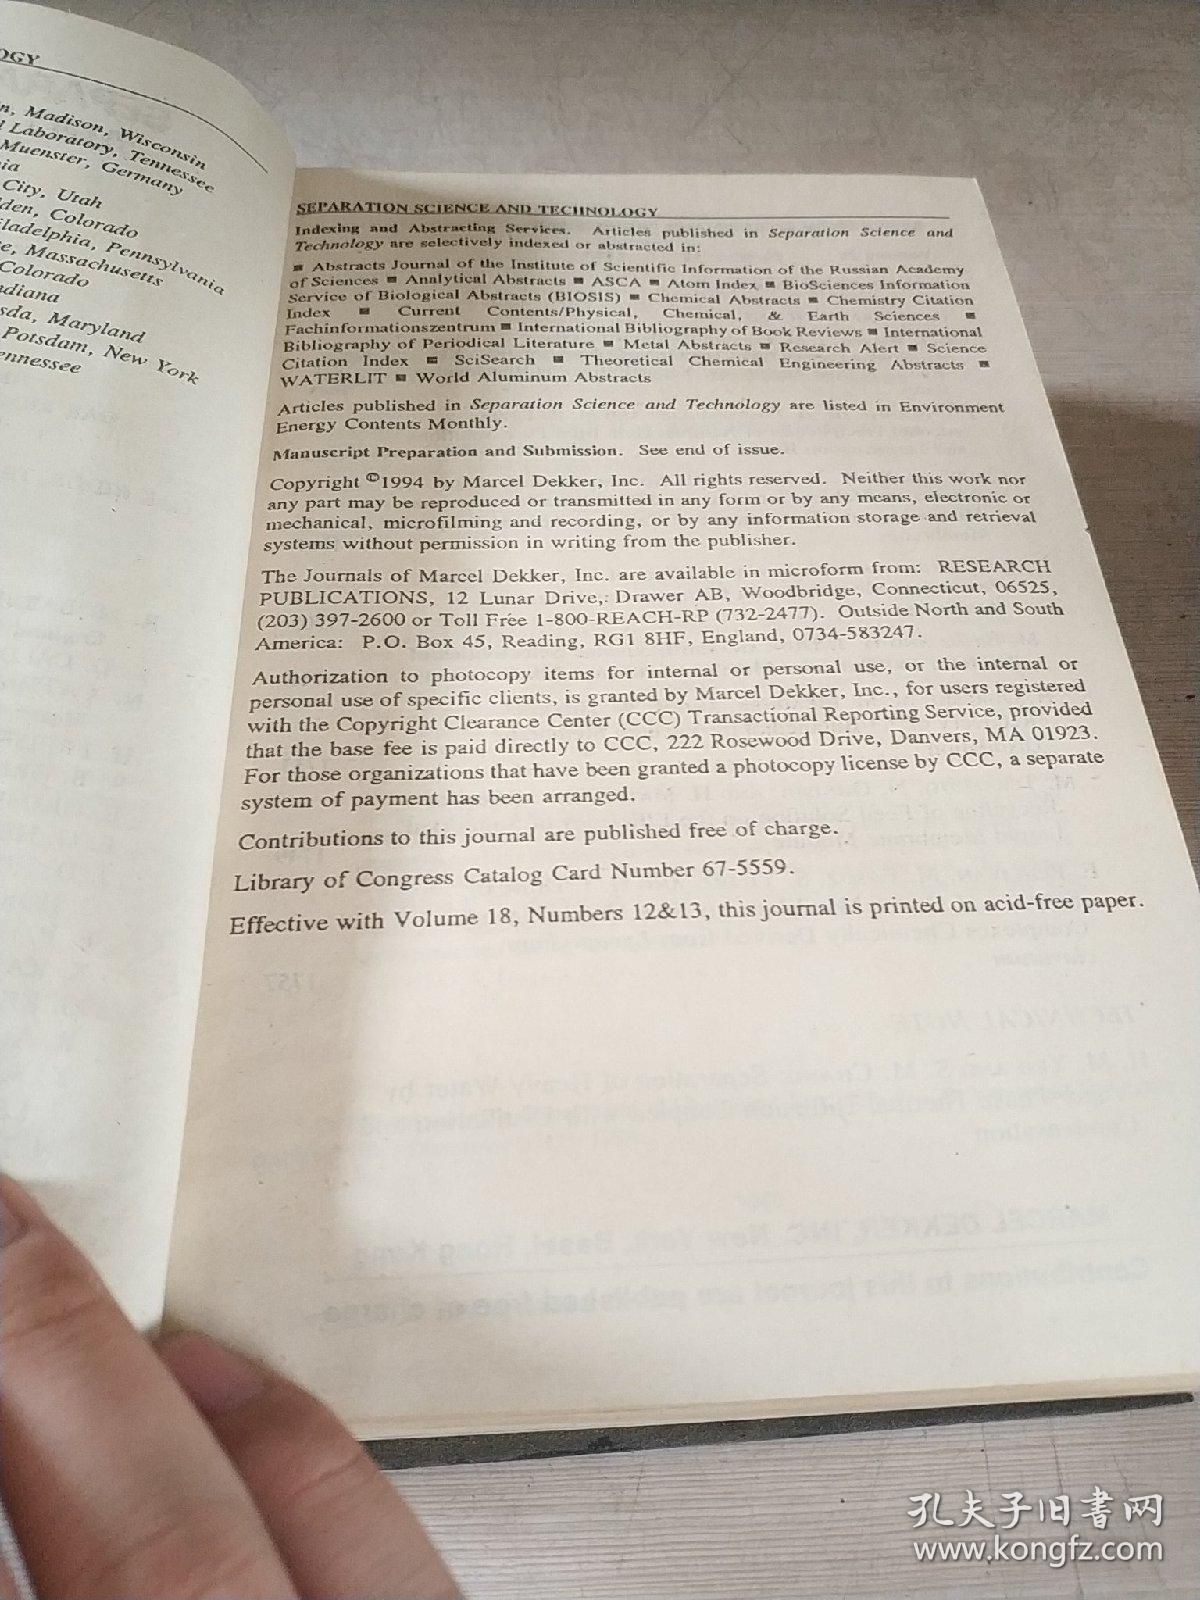 OGY
Madison, Wisconsin
Laboratory, Tennessee
Muenster, Germany
City, Utah
Colorado
Pennsylvania
Massachusetts
Colorado
Maryland
Potsdam, New York
SEPARATION SCIENCE AND TECHNOLOGY
Indexing and Abstracting Services. Articles published in Separation Science and
Technology are selectively indexed or abstracted in:
■ Abstracts Journal of the Institute of Scientific Information of the Russian Academy
of Sciences ■ Analytical Abstracts ■ ASCA ■ Atom Index ■ BioSciences Information
Service of Biological Abstracts (BIOSIS) ■ Chemical Abstracts ■ Chemistry Citation
Index ■ Current Contents/Physical, Chemical, & Earth Sciences ■
Fachinformationszentrum ■ International Bibliography of Book Reviews ■ International
Bibliography of Periodical Literature ■ Metal Abstracts ■ Research Alert ■ Science
Citation Index ■ SciSearch ■ Theoretical Chemical Engineering Abstracts ■
WATERLIT ■ World Aluminum Abstracts
Articles published in Separation Science and Technology are listed in Environment
Energy Contents Monthly.
Manuscript Preparation and Submission. See end of issue.
Copyright ©1994 by Marcel Dekker, Inc. All rights reserved. Neither this work nor
any part may be reproduced or transmitted in any form or by any means, electronic or
mechanical, microfilming and recording, or by any information storage and retrieval
systems without permission in writing from the publisher.
The Journals of Marcel Dekker, Inc. are available in microform from: RESEARCH
PUBLICATIONS, 12 Lunar Drive, Drawer AB, Woodbridge, Connecticut, 06525,
(203) 397-2600 or Toll Free 1-800-REACH-RP (732-2477). Outside North and South
America: P.O. Box 45, Reading, RG1 8HF, England, 0734-583247.
Authorization to photocopy items for internal or personal use, or the internal or
personal use of specific clients, is granted by Marcel Dekker, Inc., for users registered
with the Copyright Clearance Center (CCC) Transactional Reporting Service, provided
that the base fee is paid directly to CCC, 222 Rosewood Drive, Danvers, MA 01923.
For those organizations that have been granted a photocopy license by CCC, a separate
system of payment has been arranged.
Contributions to this journal are published free of charge.
Library of Congress Catalog Card Number 67-5559.
Effective with Volume 18, Numbers 12&13, this journal is printed on acid-free paper.
孔夫子旧书网
www.kongfz.com